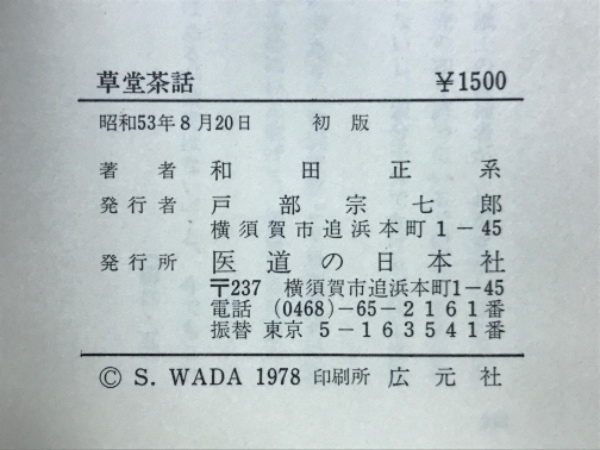 草堂茶話 ¥1500
昭和53年8月20日 初版
著者 和田正系
発行者 戸部宗七郎
横須賀市追浜本町1-45
発行所 医道の日本社
〒237 横須賀市追浜本町1-45
電話 (0468)-65-2161番
振替 東京 5-163541番
© S. WADA 1978 印刷所 広元社